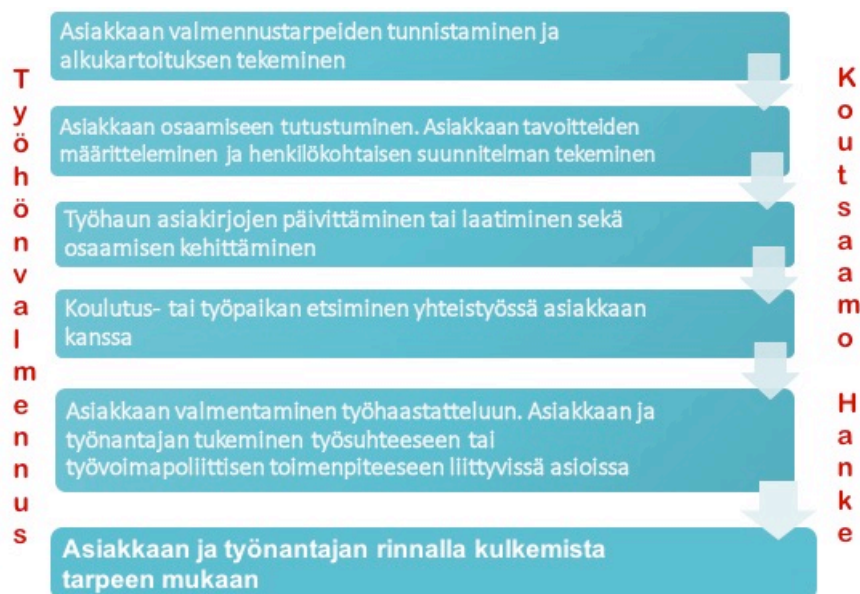 Työhönvalmennus
Asiakkaan valmennustarpeiden tunnistaminen ja
alkukartoituksen tekeminen
Asiakkaan osaamiseen tutustuminen. Asiakkaan tavoitteiden
määritteleminen ja henkilökohtaisen suunnitelman tekeminen
Työhaun asiakirjojen päivittäminen tai laatiminen sekä
osaamisen kehittäminen
Koulutus- tai työpaikan etsiminen yhteistyössä asiakkaan
kanssa
Asiakkaan valmentaminen työhaastatteluun. Asiakkaan ja
työnantajan tukeminen työsuhteeseen tai
työvoimapoliittisen toimenpiteeseen liittyvissä asioissa
Asiakkaan ja työnantajan rinnalla kulkemista
tarpeen mukaan
Koutsaamo Hanke